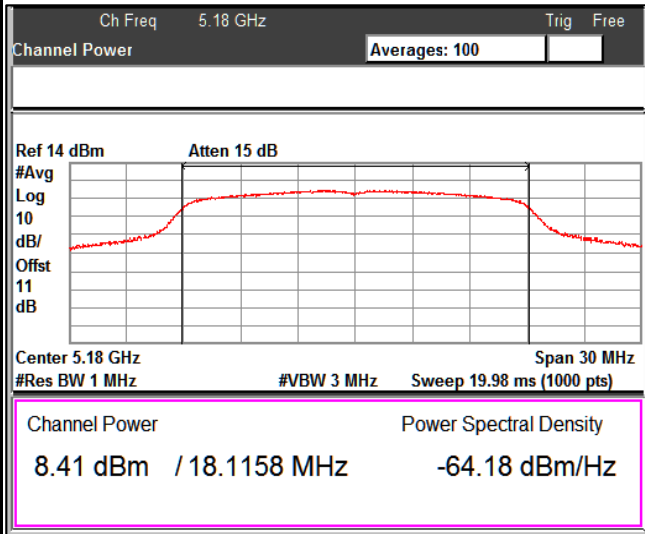 Ch Freq 5.18 GHz Trig Free
Channel Power Averages: 100
Ref 14 dBm Atten 15 dB
#Avg
Log
10
dB/
Offst
11
dB
Center 5.18 GHz Span 30 MHz
#Res BW 1 MHz #VBW 3 MHz Sweep 19.98 ms (1000 pts)
Channel Power Power Spectral Density
8.41 dBm / 18.1158 MHz -64.18 dBm/Hz